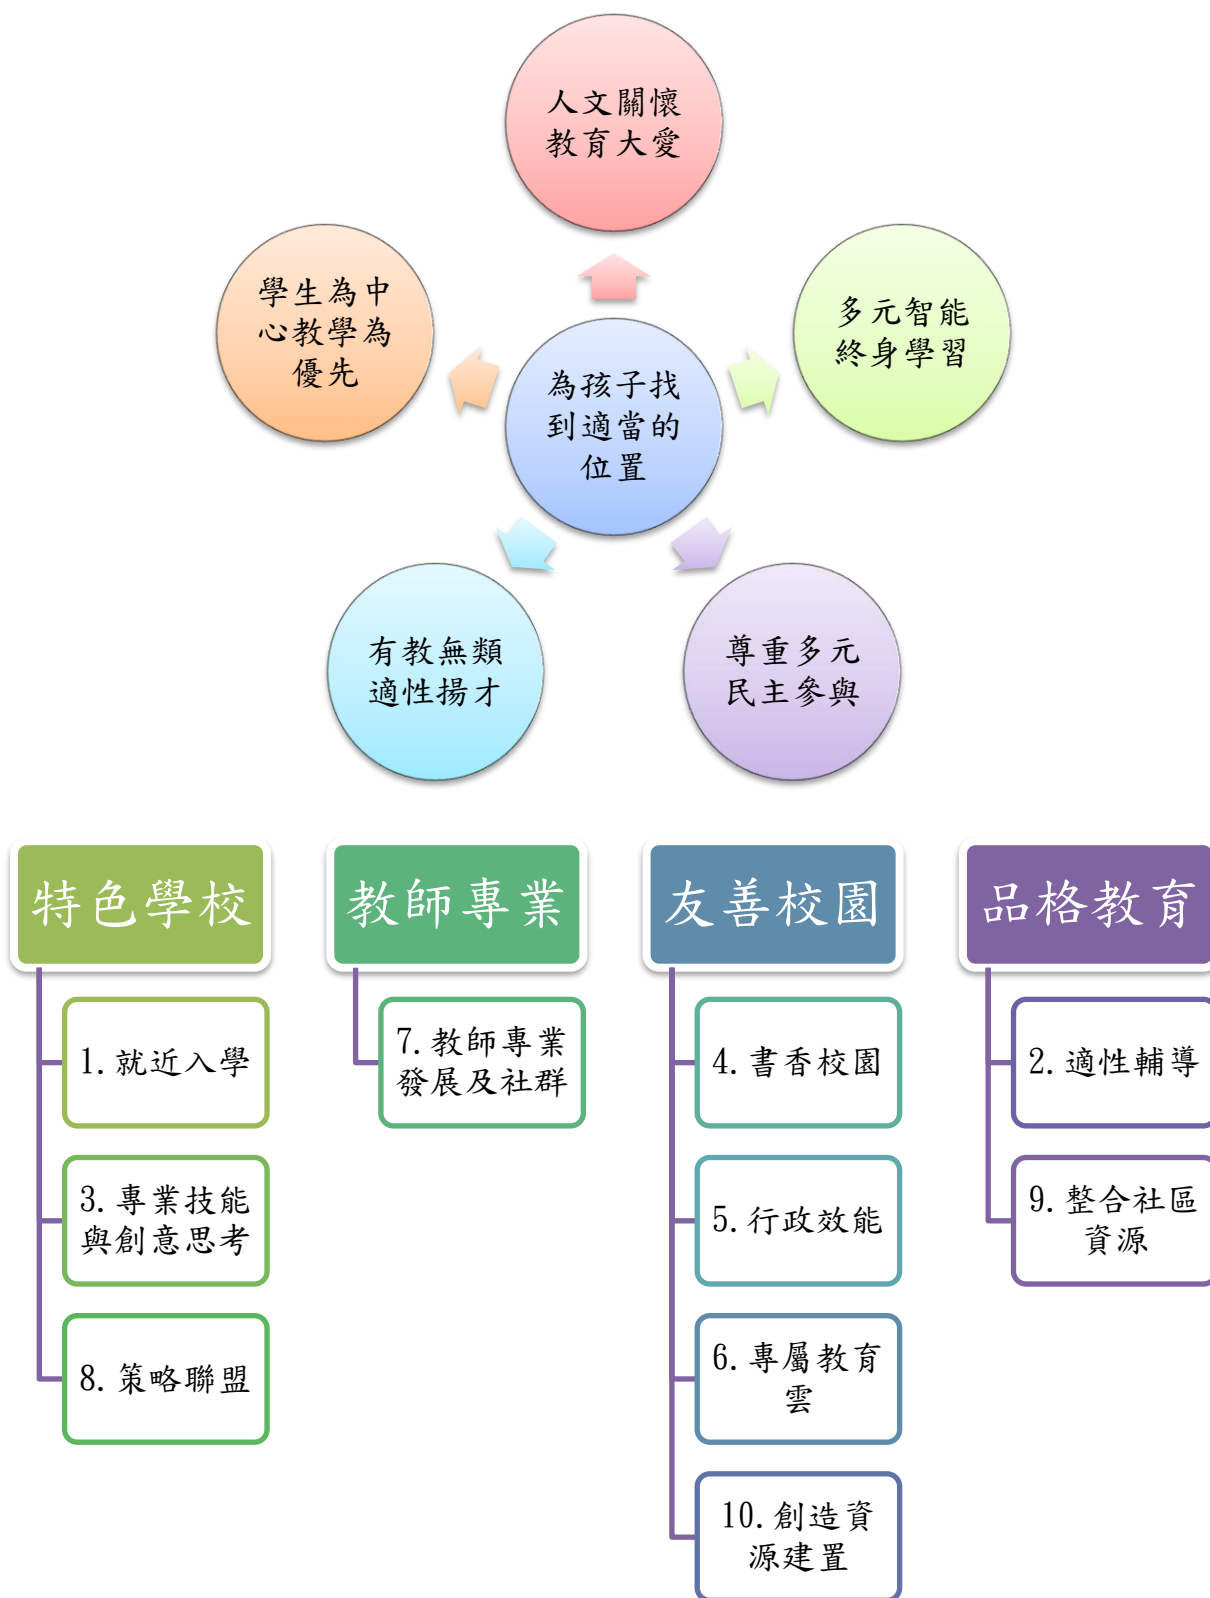 人文關懷
教育大愛
學生為中
心教學為
優先
多元智能
終身學習
為孩子找
到適當的
位置
有教無類
適性揚才
尊重多元
民主參與
特色學校
1.就近入學
3.專業技能
與創意思考
8.策略聯盟
教師專業
7.教師專業
發展及社群
友善校園
4.書香校園
5.行政效能
6.專屬教育
雲
10.創造資
源建置
品格教育
2.適性輔導
9.整合社區
資源